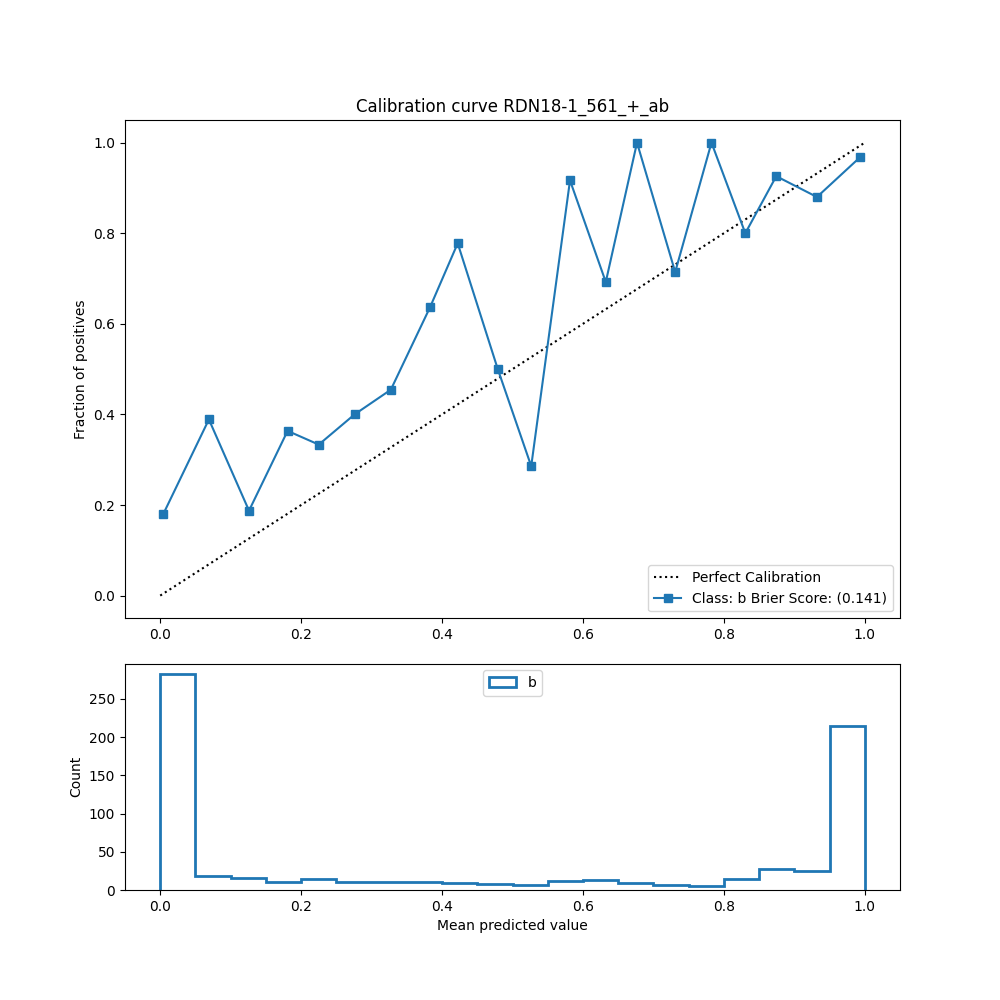 Calibration curve RDN18-1_561_+_ab
1.0
0.8
0.6
0.4
0.2
0.0
Fraction of positives
Perfect Calibration
Class: b Brier Score: (0.141)
0.0 0.2 0.4 0.6 0.8 1.0
b
250
200
150
100
50
0
Count
0.0 0.2 0.4 0.6 0.8 1.0
Mean predicted value